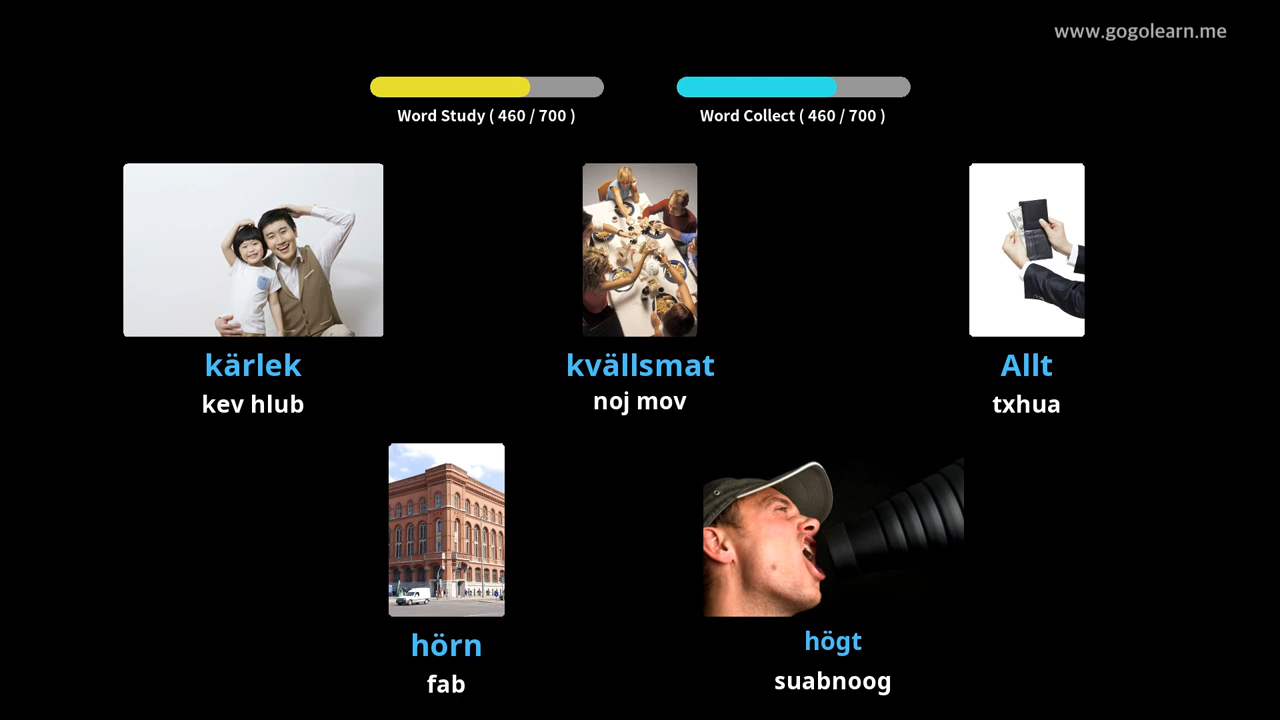 www.gogolearn.me
Word Study ( 460 / 700 )
Word Collect ( 460 / 700 )
kärlek
kev hlub
kvällsmat
noj mov
Allt
txhua
hörn
fab
högt
suabnoog